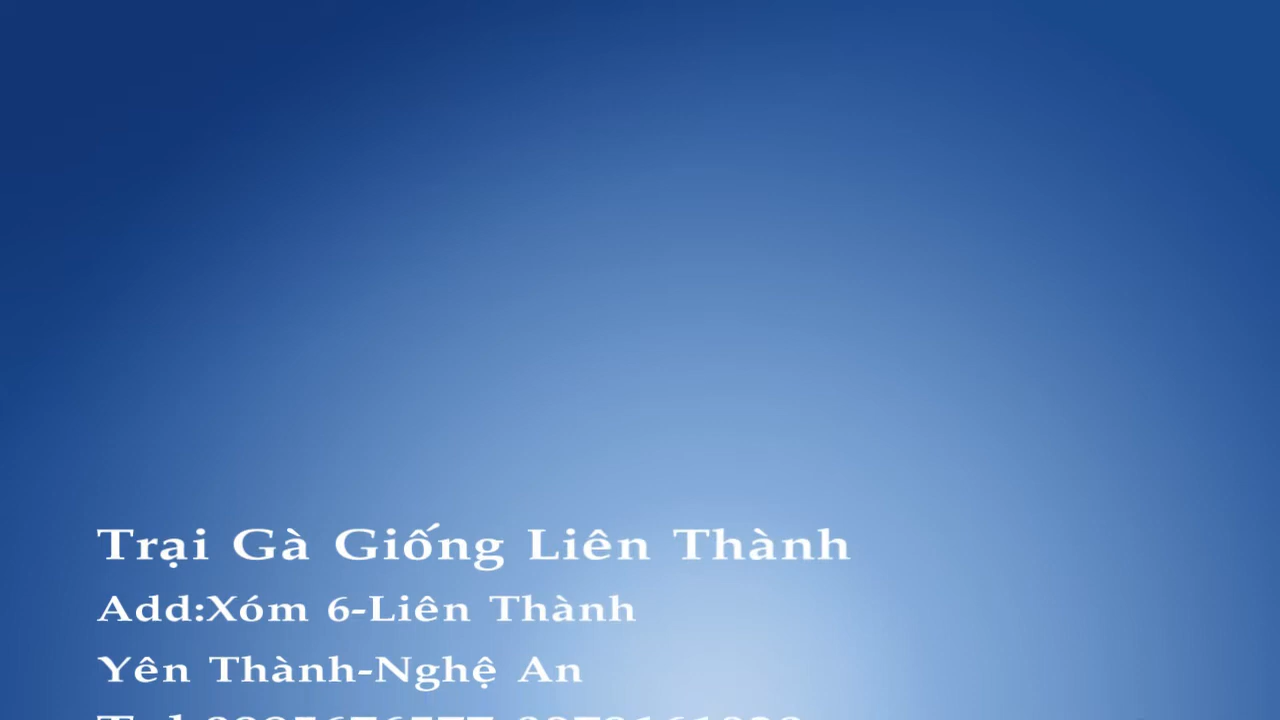 Trại Gà Giống Liên Thành
Add:Xóm 6-Liên Thành
Yên Thành-Nghệ An